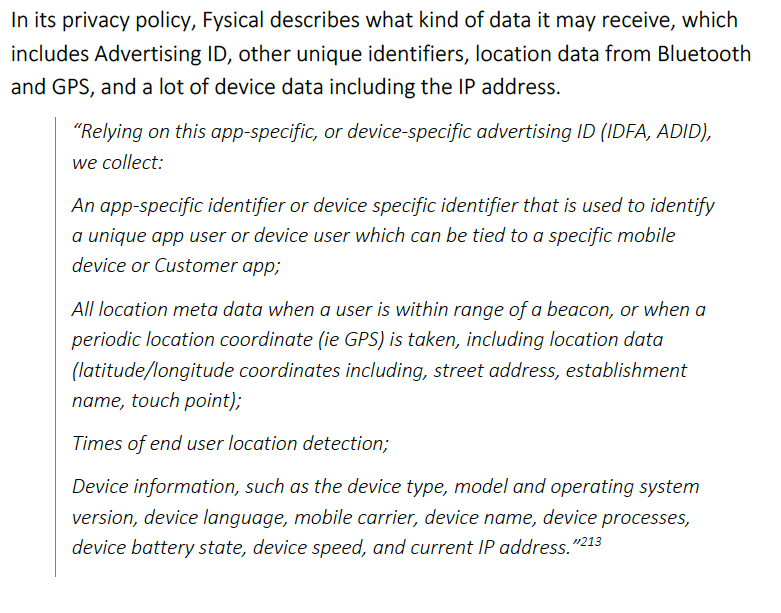 In its privacy policy, Fysical describes what kind of data it may receive, which
includes Advertising ID, other unique identifiers, location data from Bluetooth
and GPS, and a lot of device data including the IP address.
“Relying on this app-specific, or device-specific advertising ID (IDFA, ADID),
we collect:
An app-specific identifier or device specific identifier that is used to identify
a unique app user or device user which can be tied to a specific mobile
device or Customer app;
All location meta data when a user is within range of a beacon, or when a
periodic location coordinate (ie GPS) is taken, including location data
(latitude/longitude coordinates including, street address, establishment
name, touch point);
Times of end user location detection;
Device information, such as the device type, model and operating system
version, device language, mobile carrier, device name, device processes,
device battery state, device speed, and current IP address.”213